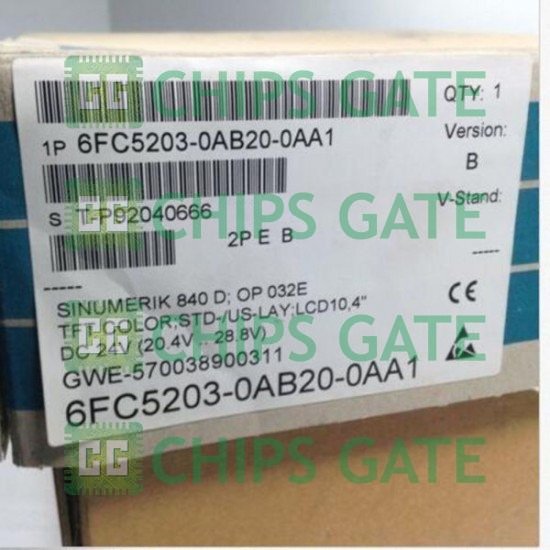 CHIPS GATE
QTY: 1
1P 6FC5203-0AB20-0AA1
Version:
B
S T-P92040666
V-Stand:
CHIPS GATE
2P E B
SINUMERIK 840 D; OP 032E
TFT COLOR;STD-/US-LAY;LCD10,4"
DC 24V (20.4V .. 28.8V)
CHIPS GATE
GWE-570038900311
6FC5203-0AB20-0AA1
CE
CHIPS GATE